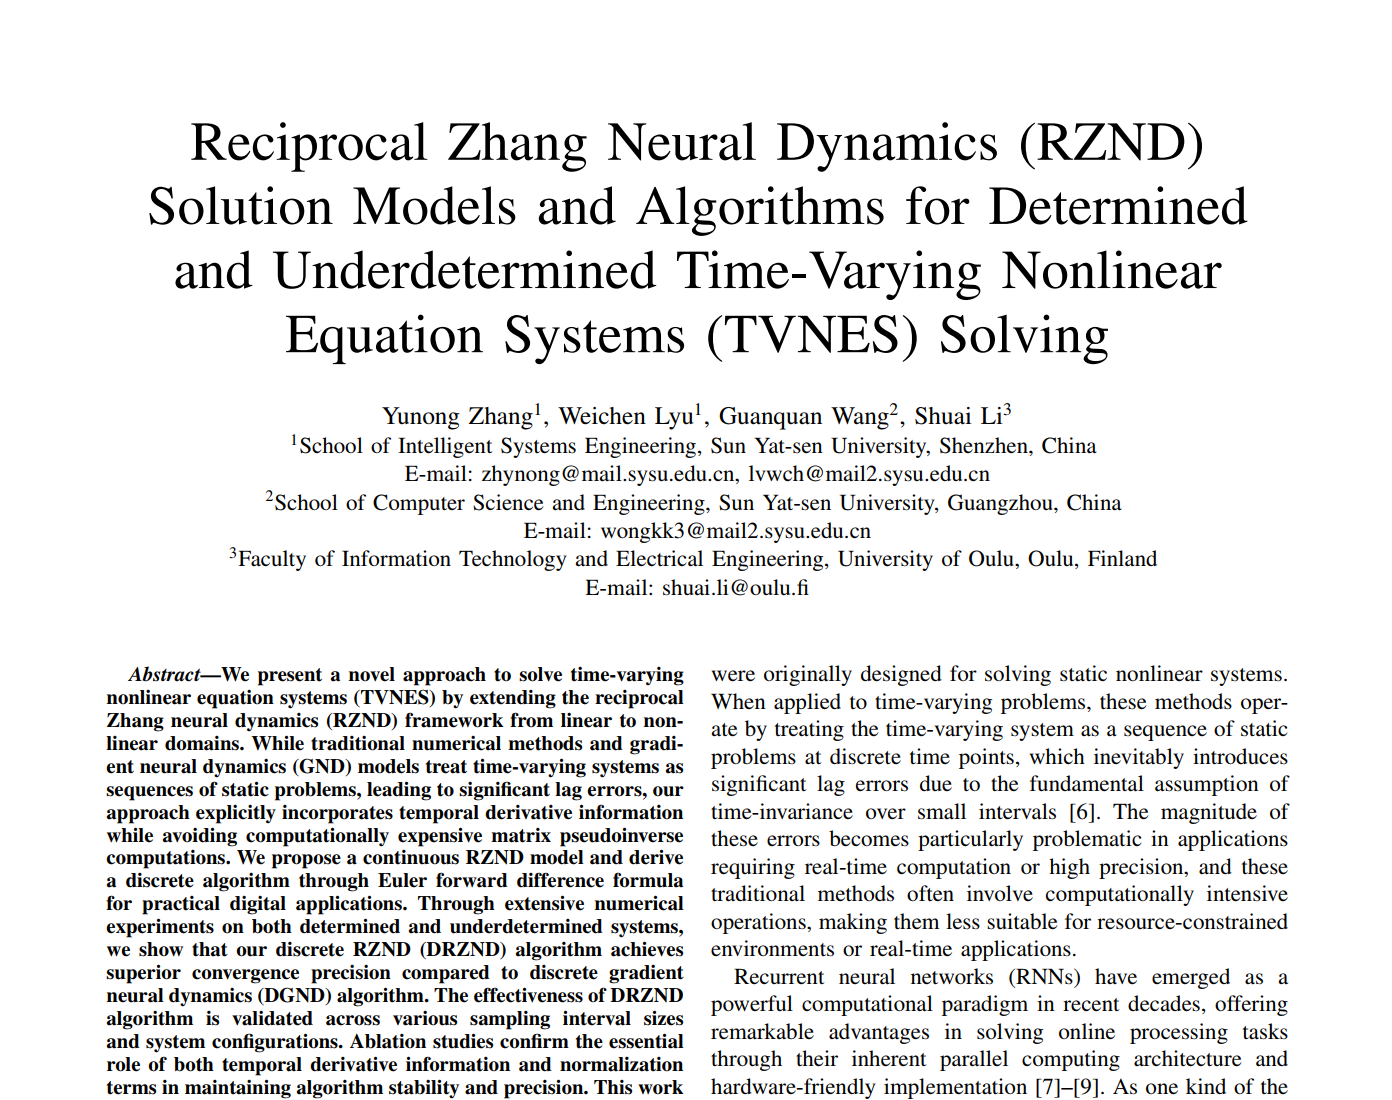 Reciprocal Zhang Neural Dynamics (RZND)
Solution Models and Algorithms for Determined
and Underdetermined Time-Varying Nonlinear
Equation Systems (TVNES) Solving
Yunong Zhang¹, Weichen Lyu¹, Guanquan Wang², Shuai Li³
¹School of Intelligent Systems Engineering, Sun Yat-sen University, Shenzhen, China
E-mail: zhynong@mail.sysu.edu.cn, lvwch@mail2.sysu.edu.cn
²School of Computer Science and Engineering, Sun Yat-sen University, Guangzhou, China
E-mail: wongkk3@mail2.sysu.edu.cn
³Faculty of Information Technology and Electrical Engineering, University of Oulu, Oulu, Finland
E-mail: shuai.li@oulu.fi
Abstract—We present a novel approach to solve time-varying
nonlinear equation systems (TVNES) by extending the reciprocal
Zhang neural dynamics (RZND) framework from linear to non-
linear domains. While traditional numerical methods and gradi-
ent neural dynamics (GND) models treat time-varying systems as
sequences of static problems, leading to significant lag errors, our
approach explicitly incorporates temporal derivative information
while avoiding computationally expensive matrix pseudoinverse
computations. We propose a continuous RZND model and derive
a discrete algorithm through Euler forward difference formula
for practical digital applications. Through extensive numerical
experiments on both determined and underdetermined systems,
we show that our discrete RZND (DRZND) algorithm achieves
superior convergence precision compared to discrete gradient
neural dynamics (DGND) algorithm. The effectiveness of DRZND
algorithm is validated across various sampling interval sizes
and system configurations. Ablation studies confirm the essential
role of both temporal derivative information and normalization
terms in maintaining algorithm stability and precision. This work
were originally designed for solving static nonlinear systems.
When applied to time-varying problems, these methods oper-
ate by treating the time-varying system as a sequence of static
problems at discrete time points, which inevitably introduces
significant lag errors due to the fundamental assumption of
time-invariance over small intervals [6]. The magnitude of
these errors becomes particularly problematic in applications
requiring real-time computation or high precision, and these
traditional methods often involve computationally intensive
operations, making them less suitable for resource-constrained
environments or real-time applications.
Recurrent neural networks (RNNs) have emerged as a
powerful computational paradigm in recent decades, offering
remarkable advantages in solving online processing tasks
through their inherent parallel computing architecture and
hardware-friendly implementation [7]–[9]. As one kind of the